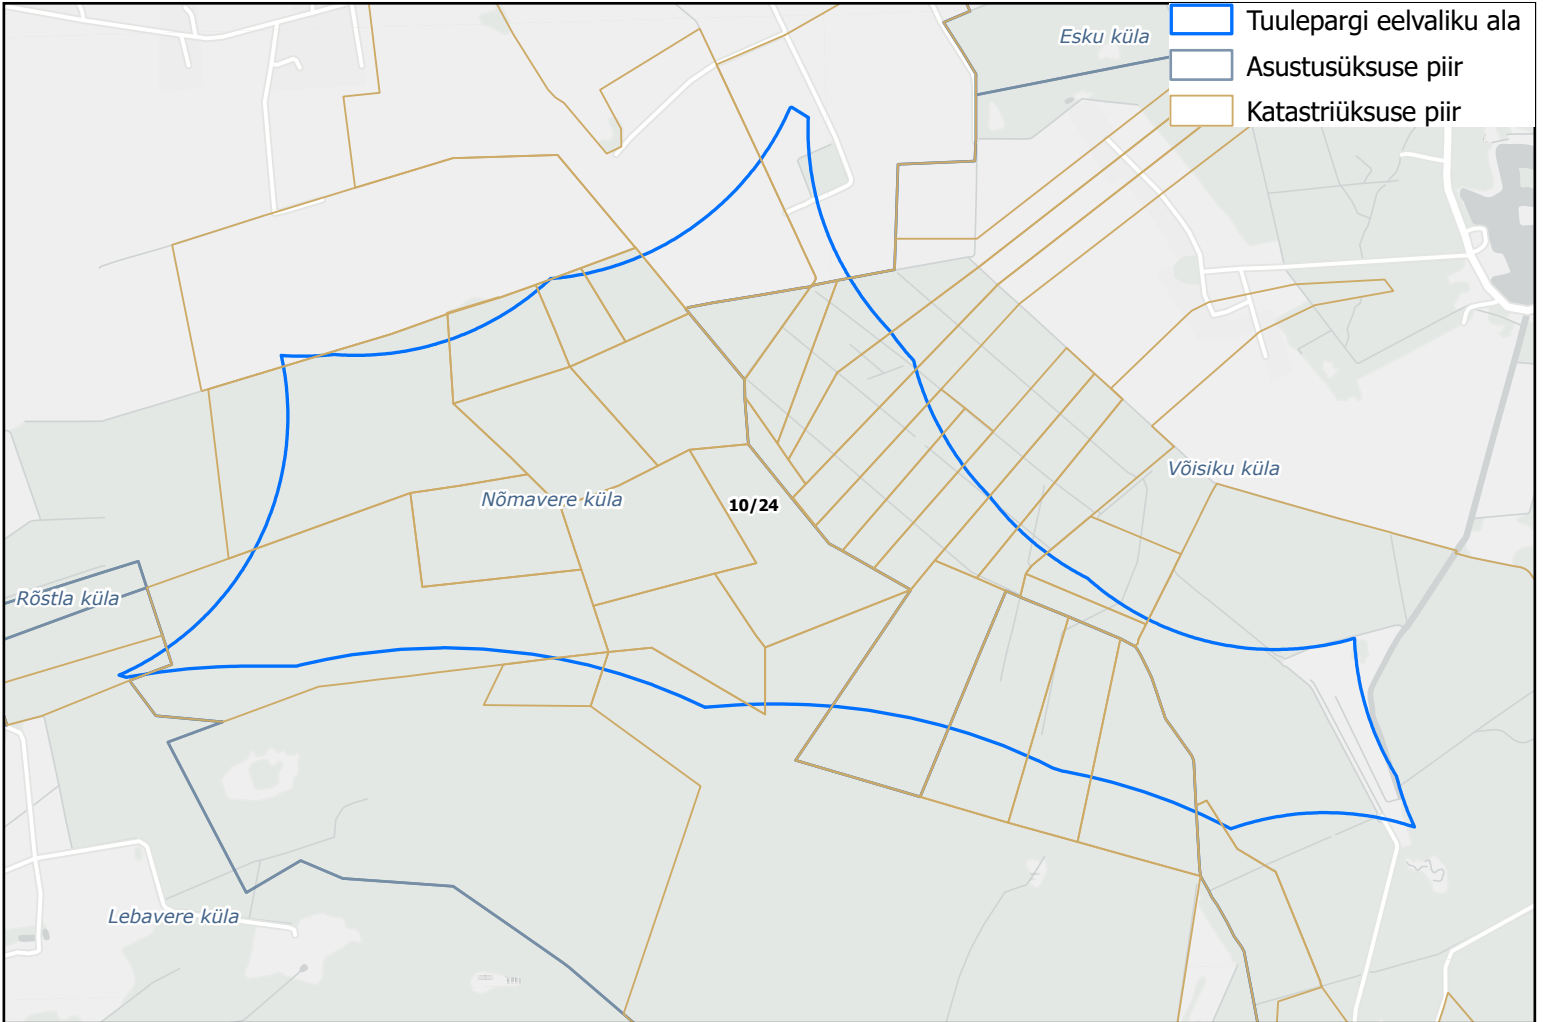 Esku küla
Tuulepargi eelvaliku ala
Asustusüksuse piir
Katastriüksuse piir
Võisiku küla
Nõmavere küla
10/24
Rõstla küla
Lebavere küla